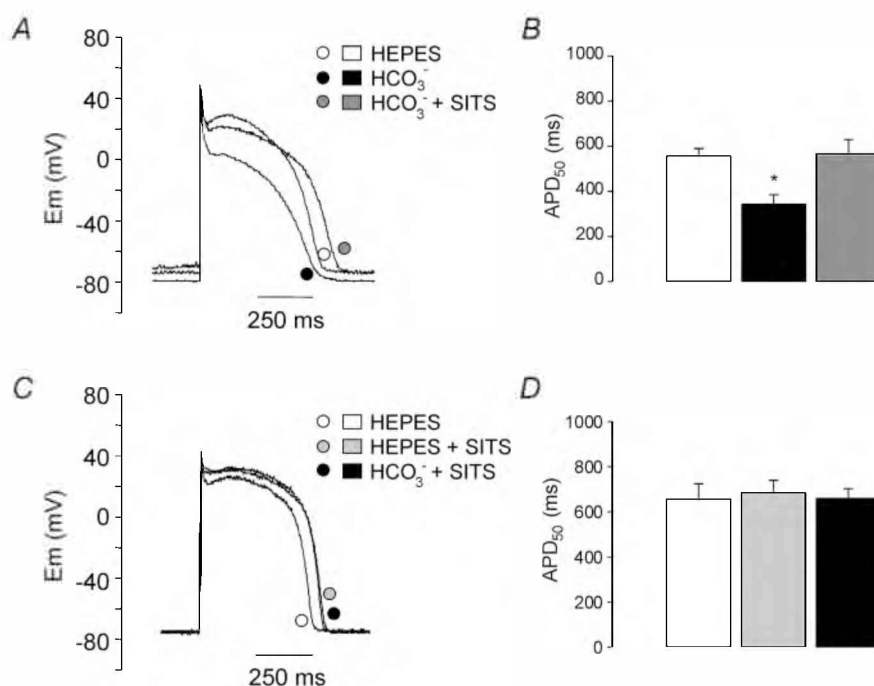 A
80
40
0
-40
-80
Em (mV)
HEPES
HCO₃⁻
HCO₃⁻ + SITS
250 ms
B
1000
800
600
400
200
0
APD₅₀ (ms)
*
C
80
40
0
-40
-80
Em (mV)
HEPES
HEPES + SITS
HCO₃⁻ + SITS
250 ms
D
1000
800
600
400
200
0
APD₅₀ (ms)